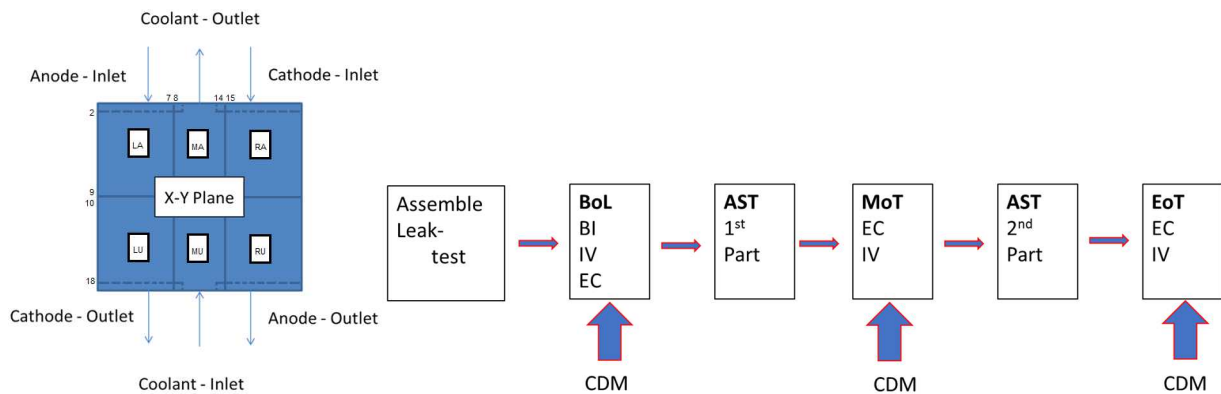 Coolant - Outlet
Anode - Inlet
Cathode - Inlet
7 8
14 15
2
LA
MA
RA
9
X-Y Plane
10
LU
MU
RU
18
Cathode - Outlet
Anode - Outlet
Coolant - Inlet
Assemble
Leak-
test
BoL
BI
IV
EC
CDM
AST
1st
Part
MoT
EC
IV
CDM
AST
2nd
Part
EoT
EC
IV
CDM